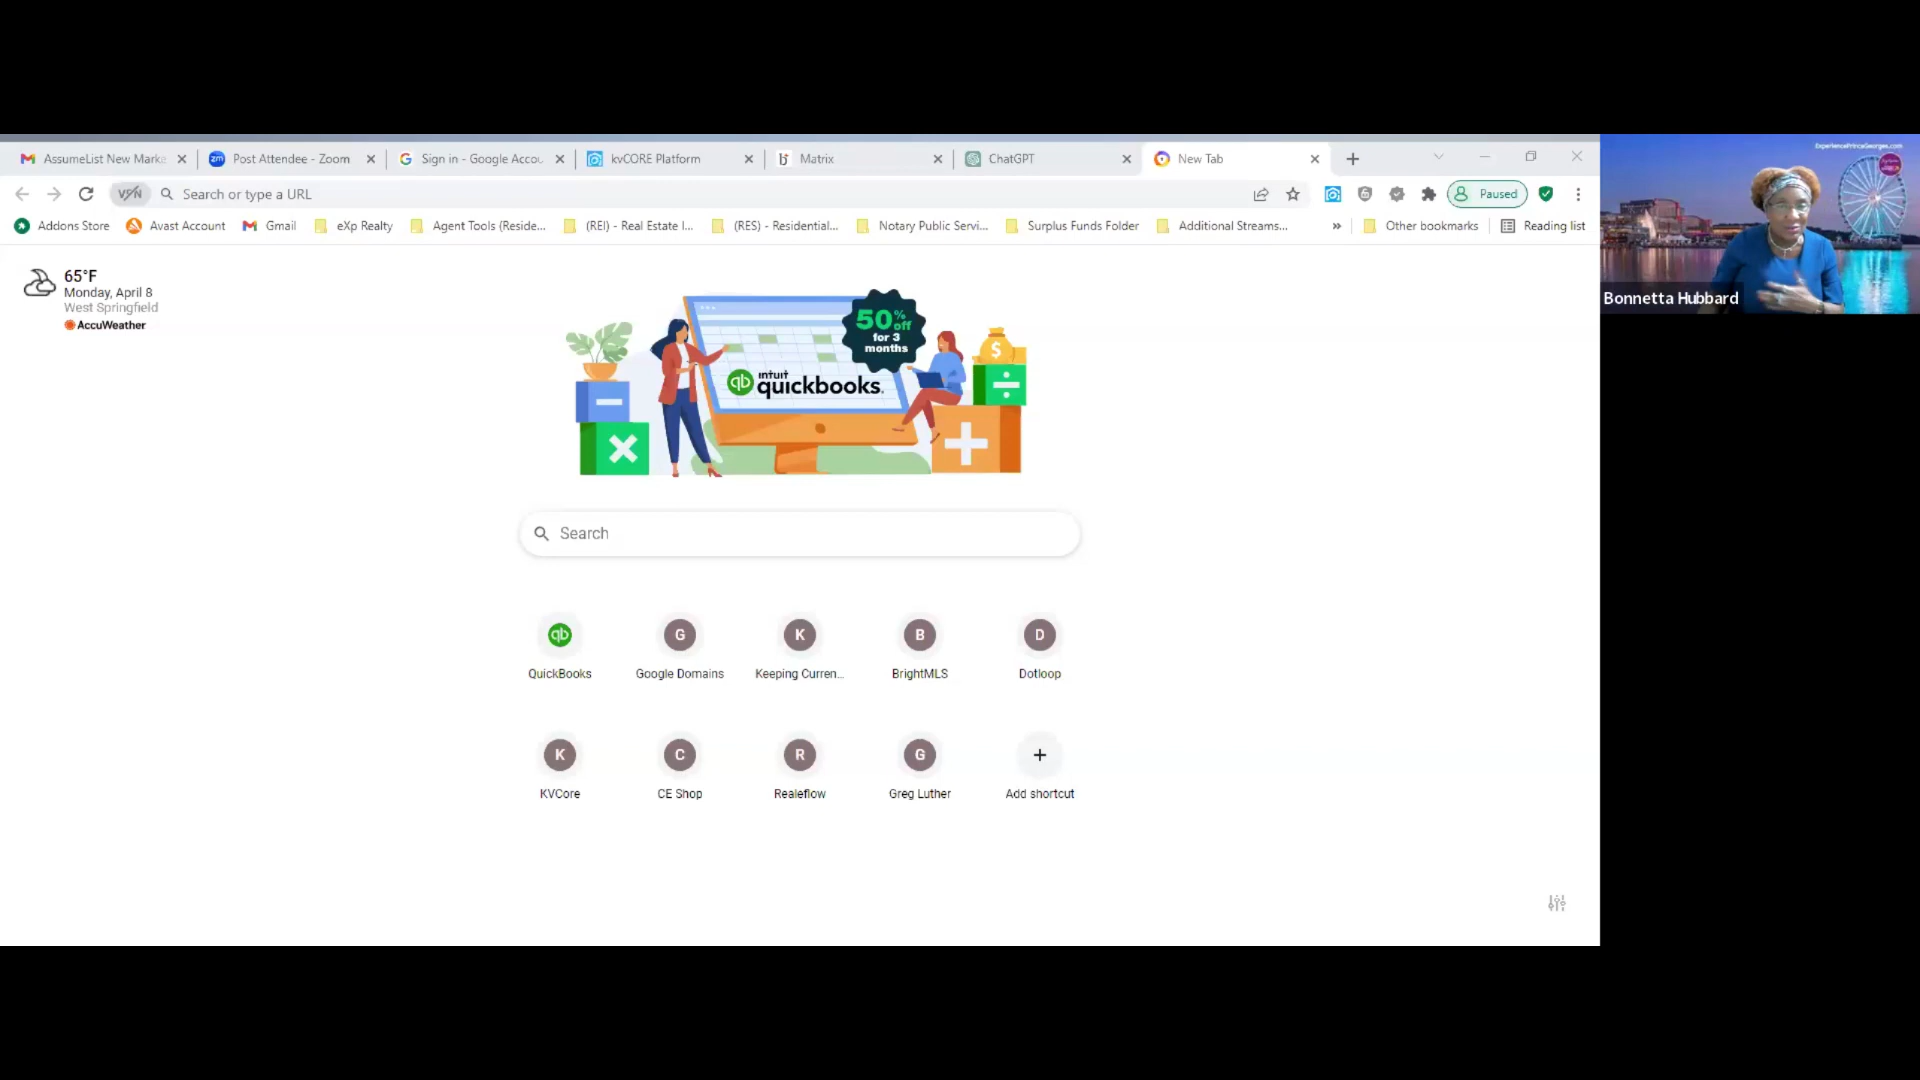 AssumeList New Marke
Post Attendee - Zoom
Sign in - Google Accou
kvCORE Platform
Matrix
ChatGPT
New Tab
VPN
Search or type a URL
Paused
Addons Store
Avast Account
Gmail
eXp Realty
Agent Tools (Reside...
(REI) - Real Estate I...
(RES) - Residential...
Notary Public Servi...
Surplus Funds Folder
Additional Streams...
Other bookmarks
Reading list
ExperiencePrinceGeorges.com
Bonnetta Hubbard
65°F
Monday, April 8
West Springfield
AccuWeather
50% off
for 3
months
intuit
quickbooks.
Search
QuickBooks
G
Google Domains
K
Keeping Curren...
B
BrightMLS
D
Dotloop
K
KVCore
C
CE Shop
R
Realeflow
G
Greg Luther
Add shortcut